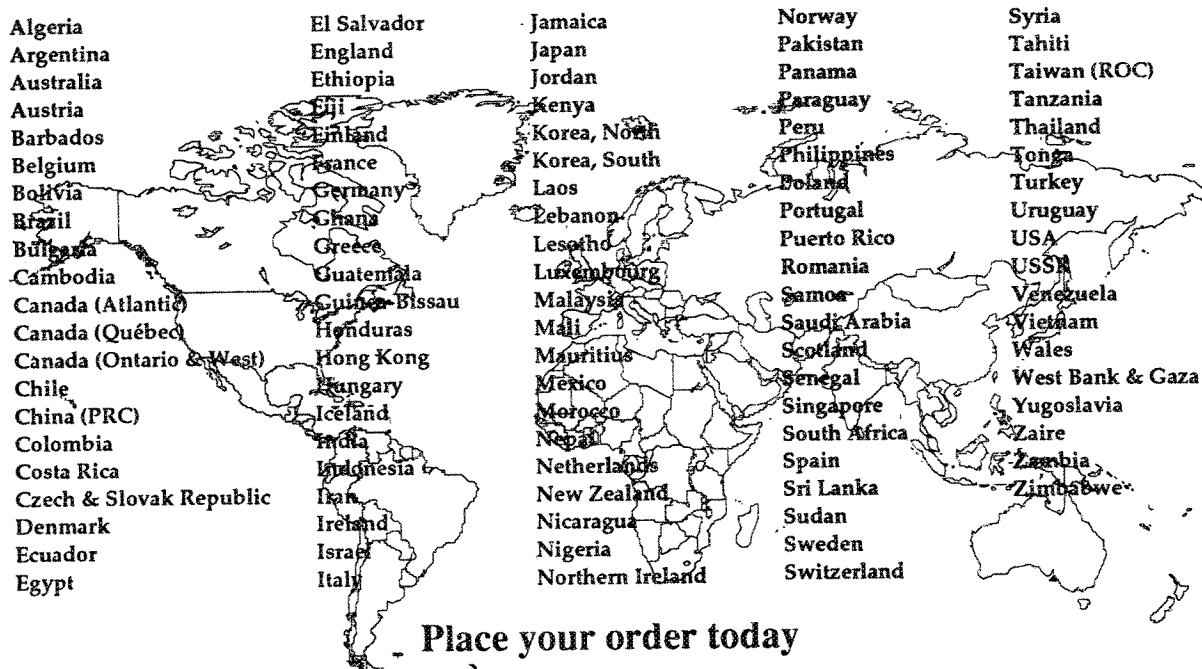 Algeria
Argentina
Australia
Austria
Barbados
Belgium
Bolivia
Brazil
Bulgaria
Cambodia
Canada (Atlantic)
Canada (Québec)
Canada (Ontario & West)
Chile
China (PRC)
Colombia
Costa Rica
Czech & Slovak Republic
Denmark
Ecuador
Egypt
El Salvador
England
Ethiopia
Fiji
Finland
France
Germany
Ghana
Greece
Guatemala
Guinea-Bissau
Honduras
Hong Kong
Hungary
Iceland
India
Indonesia
Iran
Ireland
Israel
Italy
Jamaica
Japan
Jordan
Kenya
Korea, North
Korea, South
Laos
Lebanon
Lesotho
Luxembourg
Malaysia
Mali
Mauritius
Mexico
Morocco
Nepal
Netherlands
New Zealand
Nicaragua
Nigeria
Northern Ireland
Norway
Pakistan
Panama
Paraguay
Peru
Philippines
Poland
Portugal
Puerto Rico
Romania
Samoa
Saudi Arabia
Scotland
Senegal
Singapore
South Africa
Spain
Sri Lanka
Sudan
Sweden
Switzerland
Syria
Tahiti
Taiwan (ROC)
Tanzania
Thailand
Tonga
Turkey
Uruguay
USA
USSR
Venezuela
Vietnam
Wales
West Bank & Gaza
Yugoslavia
Zaire
Zambia
Zimbabwe
Place your order today